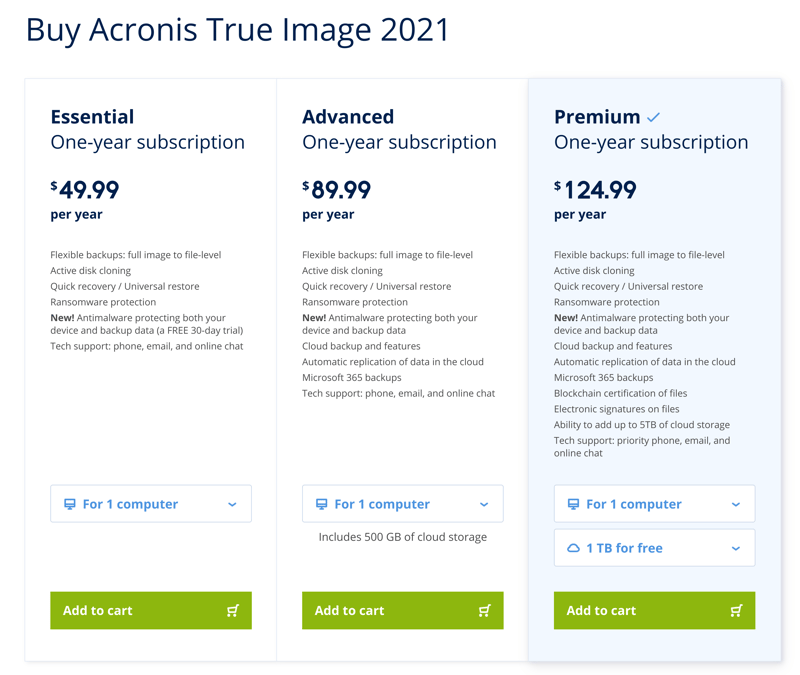 Buy Acronis True Image 2021
Essential
One-year subscription
$49.99
per year
Flexible backups: full image to file-level
Active disk cloning
Quick recovery / Universal restore
Ransomware protection
New! Antimalware protecting both your
device and backup data (a FREE 30-day trial)
Tech support: phone, email, and online chat
For 1 computer
Add to cart
Advanced
One-year subscription
$89.99
per year
Flexible backups: full image to file-level
Active disk cloning
Quick recovery / Universal restore
Ransomware protection
New! Antimalware protecting both your
device and backup data
Cloud backup and features
Automatic replication of data in the cloud
Microsoft 365 backups
Tech support: phone, email, and online chat
For 1 computer
Includes 500 GB of cloud storage
Add to cart
Premium
One-year subscription
$124.99
per year
Flexible backups: full image to file-level
Active disk cloning
Quick recovery / Universal restore
Ransomware protection
New! Antimalware protecting both your
device and backup data
Cloud backup and features
Automatic replication of data in the cloud
Microsoft 365 backups
Blockchain certification of files
Electronic signatures on files
Ability to add up to 5TB of cloud storage
Tech support: priority phone, email, and
online chat
For 1 computer
1 TB for free
Add to cart